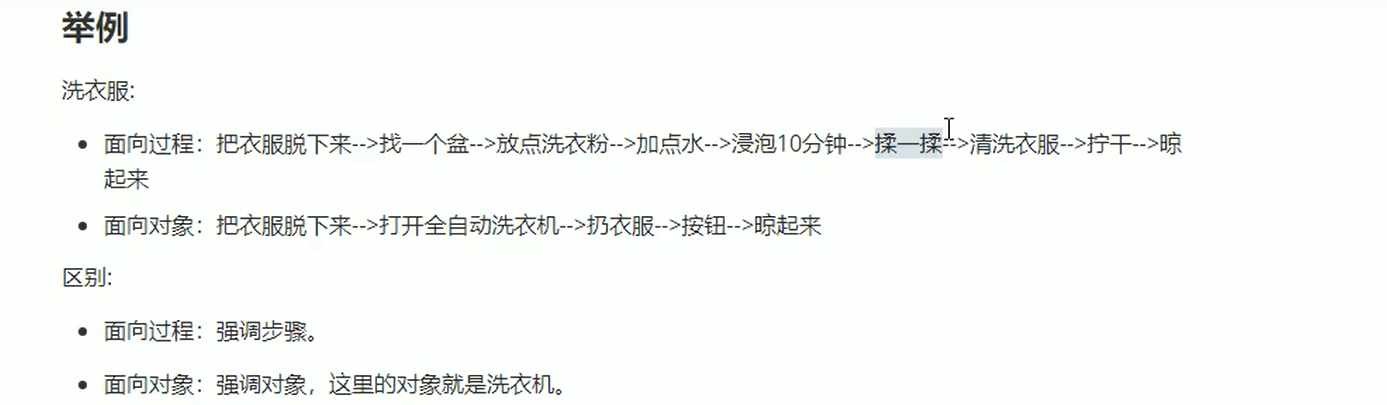 举例
洗衣服:
面向过程：把衣服脱下来-->找一个盆-->放点洗衣粉-->加点水-->浸泡10分钟-->揉一揉-->清洗衣服-->拧干-->晾
起来
面向对象：把衣服脱下来-->打开全自动洗衣机-->扔衣服-->按钮-->晾起来
区别:
面向过程：强调步骤。
面向对象：强调对象，这里的对象就是洗衣机。